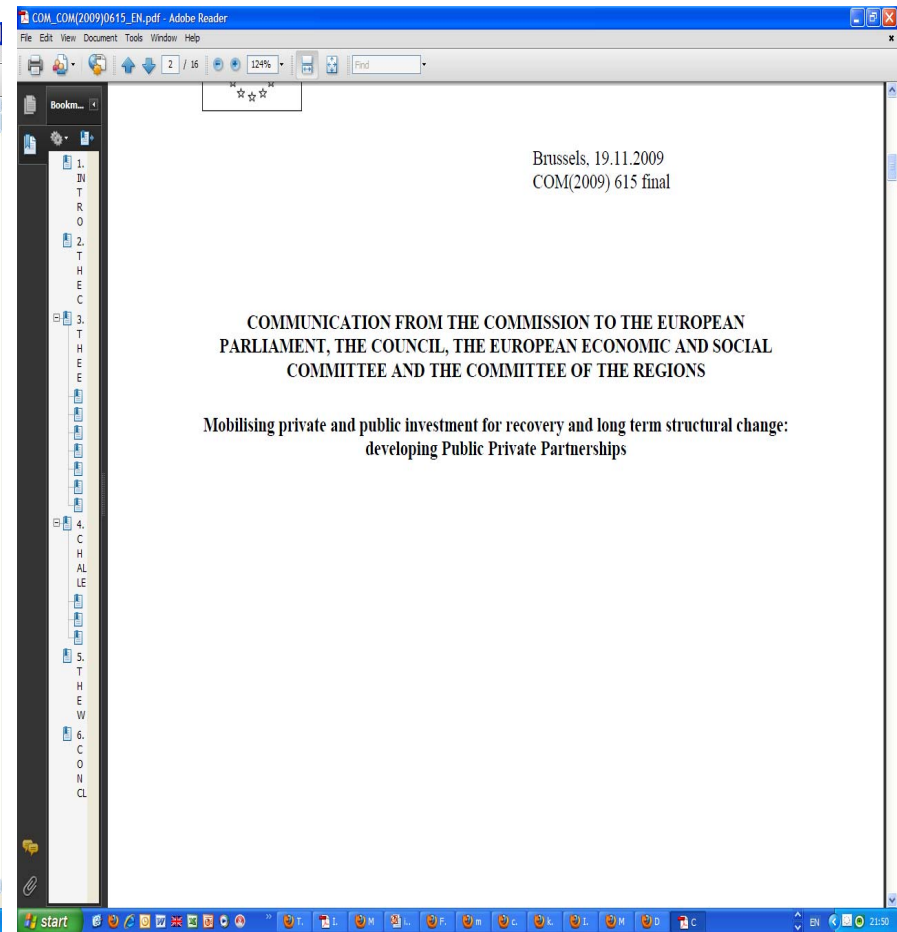 COM_COM(2009)0615_EN.pdf - Adobe Reader
File Edit View Document Tools Window Help
2 / 16 124% Find
Bookm...
1.
IN
T
R
O
2.
T
H
E
C
3.
T
H
E
E
4.
C
H
AL
LE
5.
T
H
E
W
6.
C
O
N
CL
Brussels, 19.11.2009
COM(2009) 615 final
COMMUNICATION FROM THE COMMISSION TO THE EUROPEAN
PARLIAMENT, THE COUNCIL, THE EUROPEAN ECONOMIC AND SOCIAL
COMMITTEE AND THE COMMITTEE OF THE REGIONS
Mobilising private and public investment for recovery and long term structural change:
developing Public Private Partnerships
start T. I. M L. F. m c. k. I. M D C EN 21:50